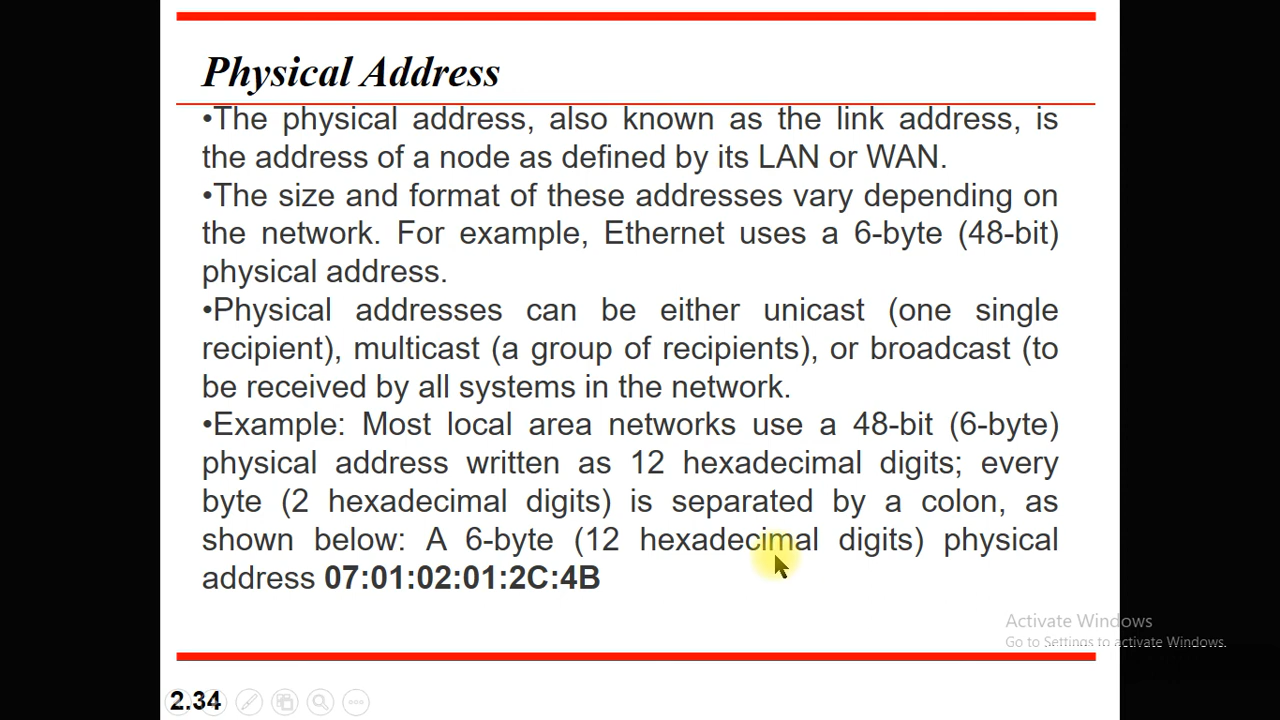 Physical Address
•The physical address, also known as the link address, is
the address of a node as defined by its LAN or WAN.
•The size and format of these addresses vary depending on
the network. For example, Ethernet uses a 6-byte (48-bit)
physical address.
•Physical addresses can be either unicast (one single
recipient), multicast (a group of recipients), or broadcast (to
be received by all systems in the network.
•Example: Most local area networks use a 48-bit (6-byte)
physical address written as 12 hexadecimal digits; every
byte (2 hexadecimal digits) is separated by a colon, as
shown below: A 6-byte (12 hexadecimal digits) physical
address 07:01:02:01:2C:4B
Activate Windows
Go to Settings to activate Windows.
2.34